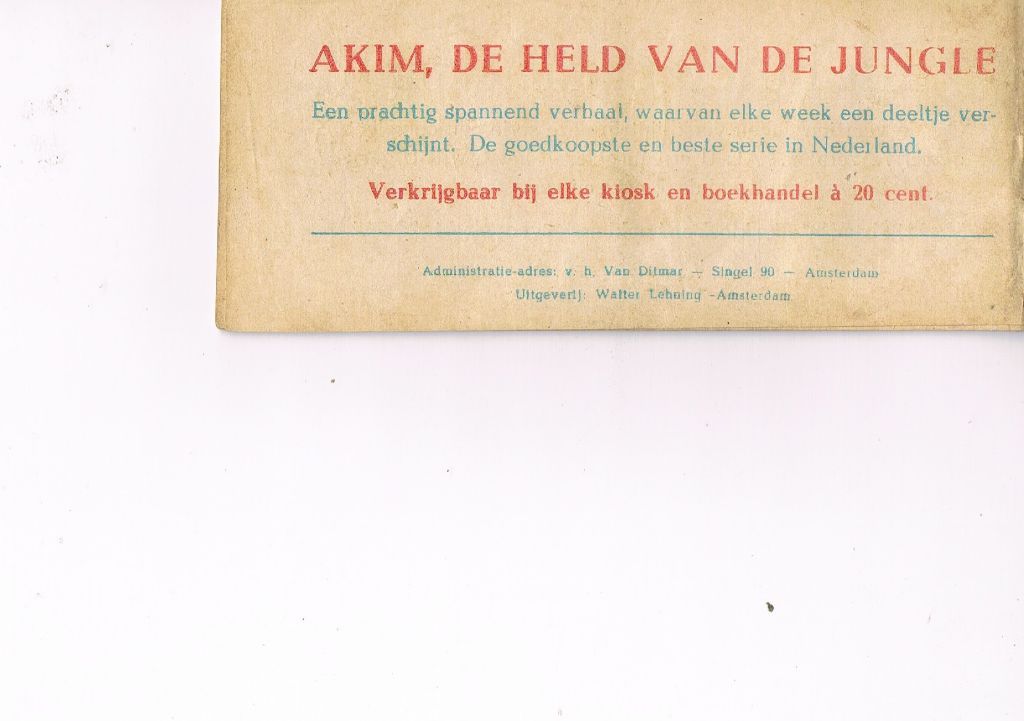 AKIM, DE HELD VAN DE JUNGLE
Een prachtig spannend verhaal, waarvan elke week een deeltje ver-
schijnt. De goedkoopste en beste serie in Nederland.
Verkrijgbaar bij elke kiosk en boekhandel à 20 cent.
Administratie-adres: v. h. Van Ditmar — Singel 90 — Amsterdam
Uitgeverij: Walter Lehning -Amsterdam